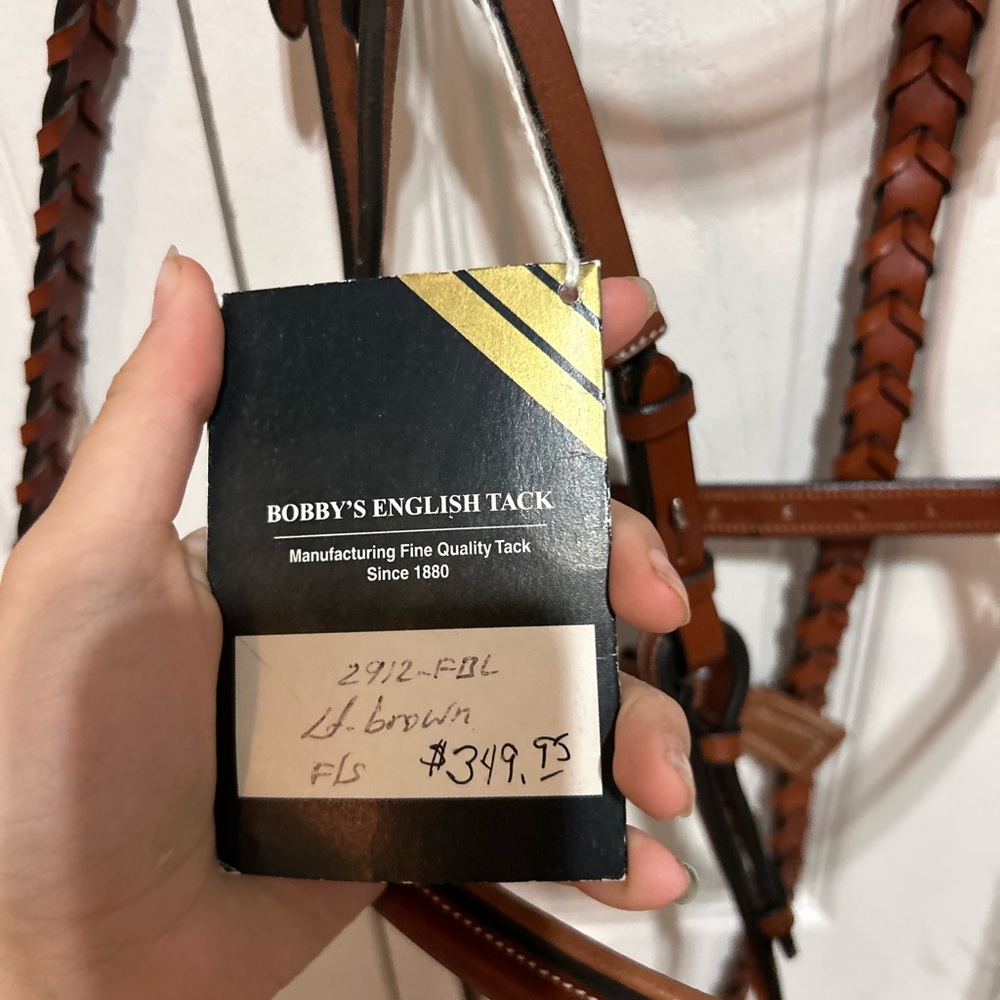 BOBBY'S ENGLISH TACK
Manufacturing Fine Quality Tack
Since 1880
2912-FBL
Lt. brown
F/S $349.95